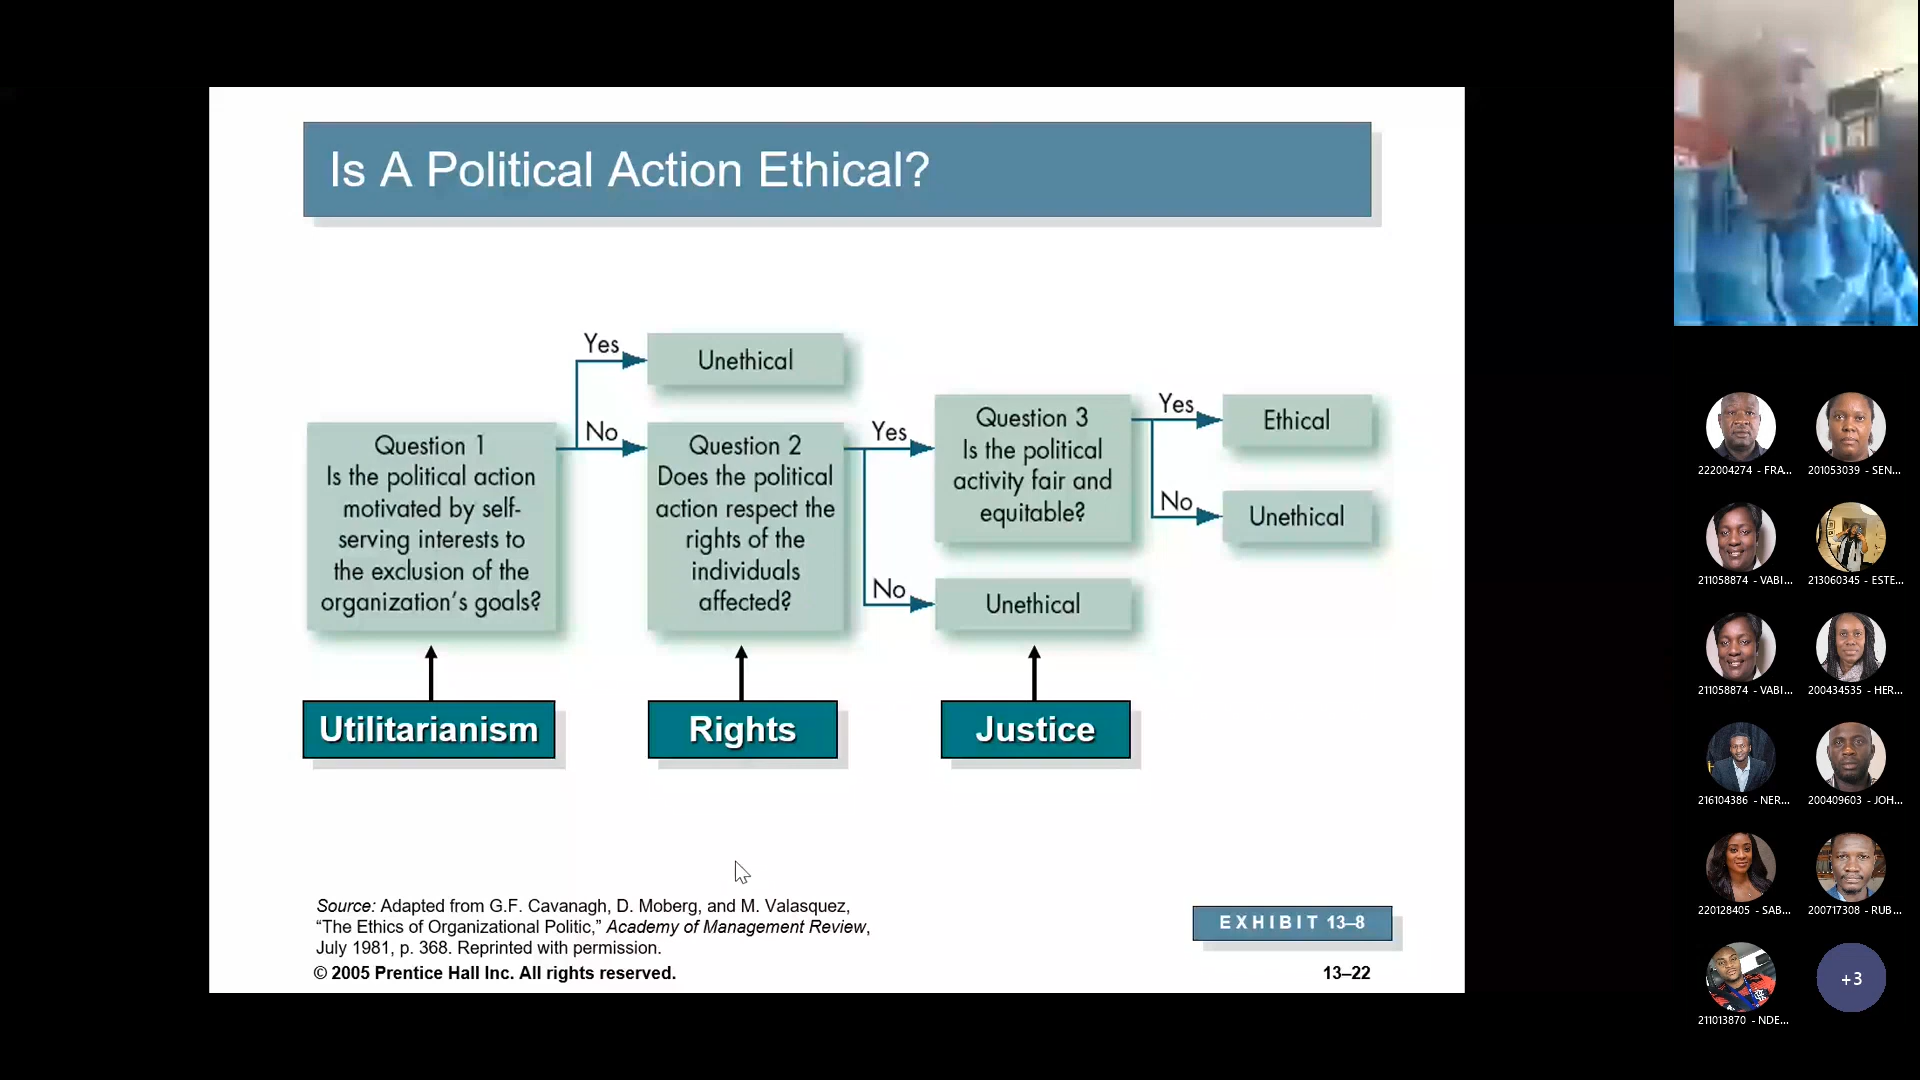 Is A Political Action Ethical?
Yes
Unethical
No
Question 1
Is the political action
motivated by self-
serving interests to
the exclusion of the
organization's goals?
Question 2
Does the political
action respect the
rights of the
individuals
affected?
Yes
No
Question 3
Is the political
activity fair and
equitable?
Unethical
Yes
Ethical
No
Unethical
Utilitarianism
Rights
Justice
Source: Adapted from G.F. Cavanagh, D. Moberg, and M. Valasquez,
“The Ethics of Organizational Politic,” Academy of Management Review,
July 1981, p. 368. Reprinted with permission.
© 2005 Prentice Hall Inc. All rights reserved.
EXHIBIT 13–8
13–22
222004274 - FRA...
201053039 - SEN...
211058874 - VABI...
213060345 - ESTE...
211058874 - VABI...
200434535 - HER...
216104386 - NER...
200409603 - JOH...
220128405 - SAB...
200717308 - RUB...
211013870 - NDE...
+3